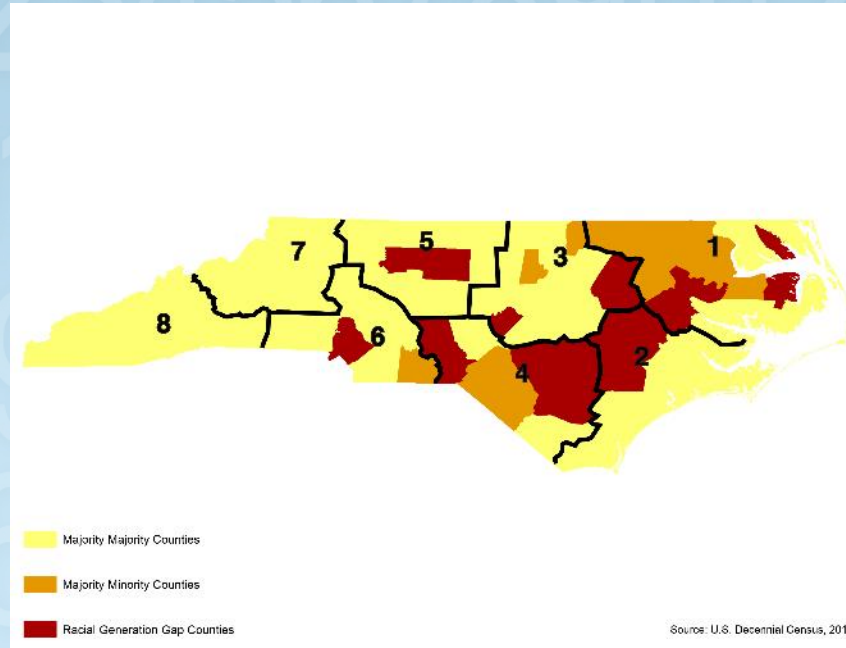 1
7
5
3
8
6
2
4
Majority Majority Counties
Majority Minority Counties
Racial Generation Gap Counties
Source: U.S. Decennial Census, 201